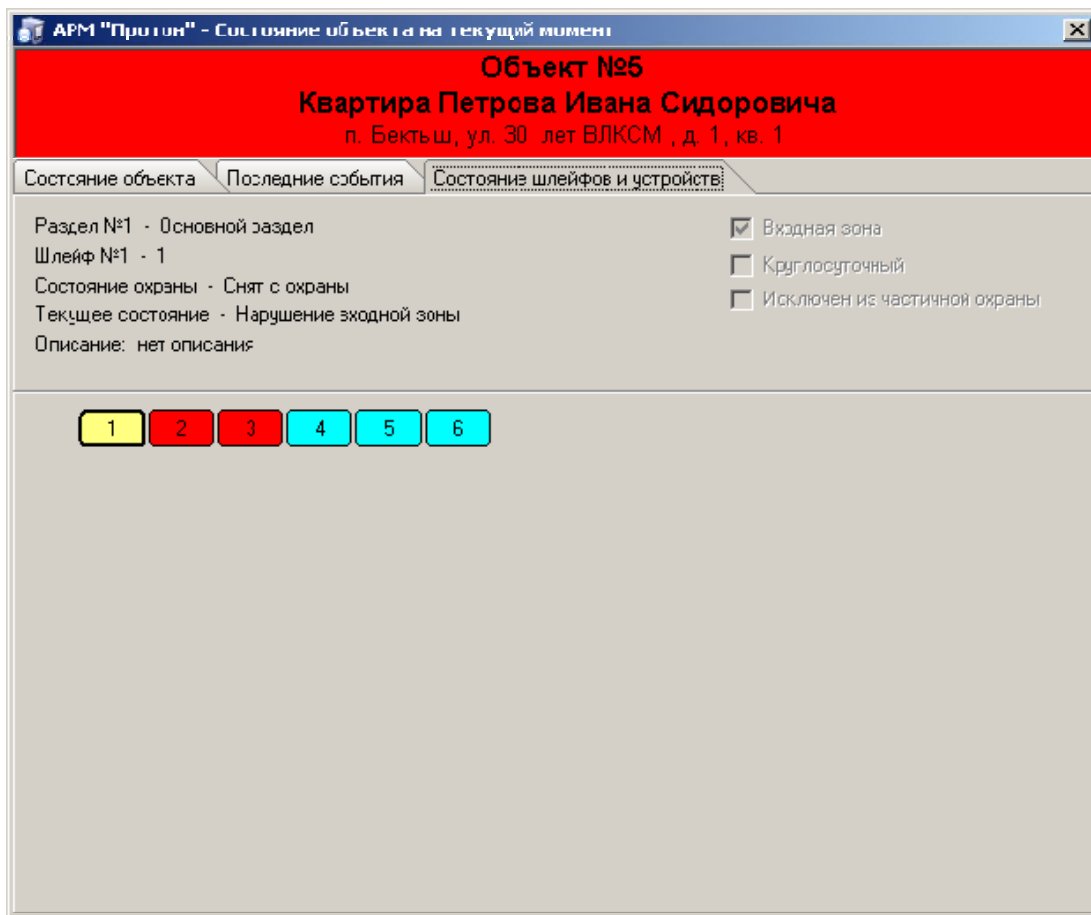 АРМ "Протон" - Состояние объекта на текущий момент
Объект №5
Квартира Петрова Ивана Сидоровича
п. Бектыш, ул. 30 лет ВЛКСМ , д. 1, кв. 1
Состояние объекта Последние события Состояние шлейфов и устройств
Раздел №1 - Основной раздел
Входная зона
Шлейф №1 - 1
Круглосуточный
Состояние охраны - Снят с охраны
Исключен из частичной охраны
Текущее состояние - Нарушение входной зоны
Описание: нет описания
1 2 3 4 5 6